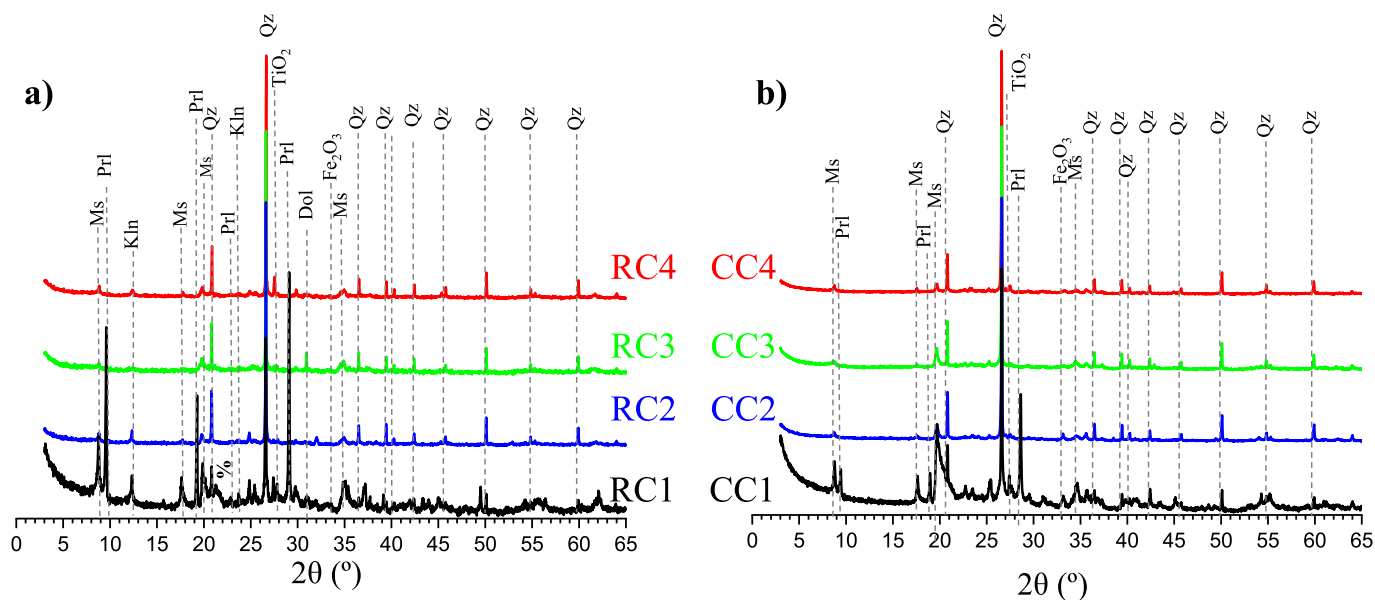 a)
Ms
Prl
Kln
Ms
Prl
Ms
Qz
Prl
Kln
Qz
TiO₂
Prl
Dol
Fe₂O₃
Ms
Qz
Qz
Qz
Qz
Qz
Qz
Qz
%
RC4
RC3
RC2
RC1
0 5 10 15 20 25 30 35 40 45 50 55 60 65
2θ (º)
b)
Ms
Prl
Ms
Prl
Ms
Qz
Qz
TiO₂
Prl
Fe₂O₃
Ms
Qz
Qz
Qz
Qz
Qz
Qz
Qz
Qz
CC4
CC3
CC2
CC1
0 5 10 15 20 25 30 35 40 45 50 55 60 65
2θ (º)